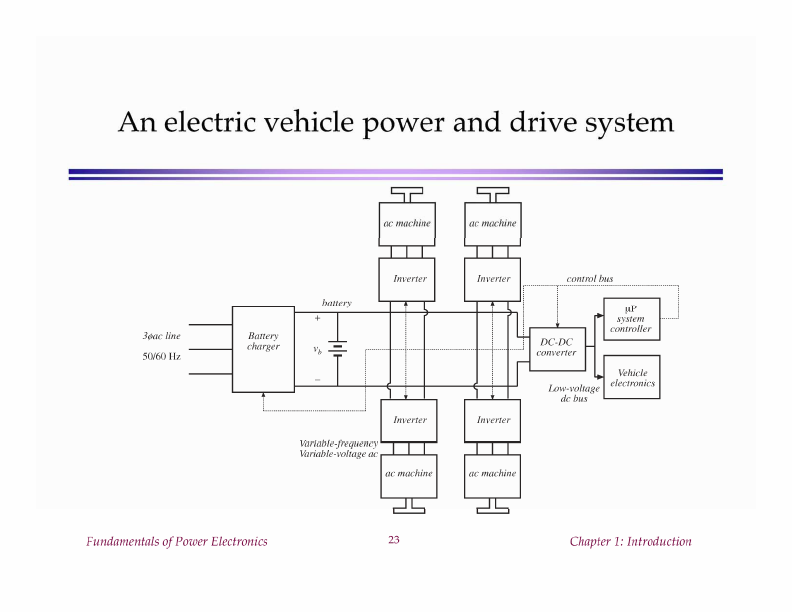 An electric vehicle power and drive system
ac machine
ac machine
Inverter
Inverter
control bus
battery
+
µP
system
controller
3øac line
50/60 Hz
Battery
charger
vb
DC-DC
converter
–
Vehicle
electronics
Low-voltage
dc bus
Inverter
Inverter
Variable-frequency
Variable-voltage ac
ac machine
ac machine
Fundamentals of Power Electronics
23
Chapter 1: Introduction